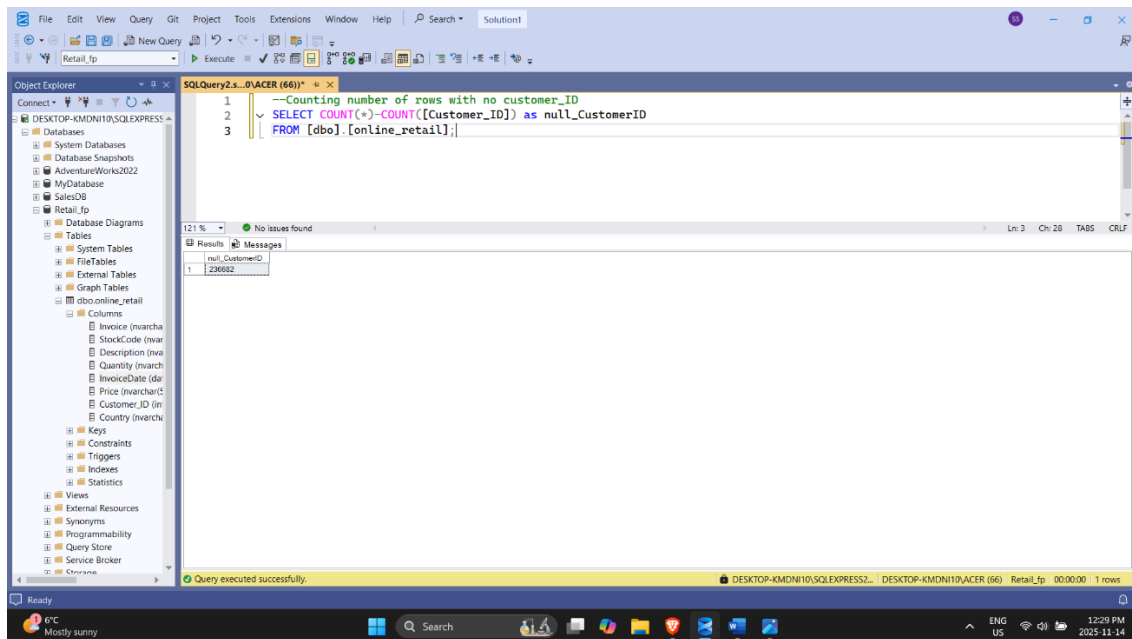 File Edit View Query Git Project Tools Extensions Window Help Search Solution1 SS
New Query
Retail_fp Execute
Object Explorer
Connect
DESKTOP-KMDNI10\SQLEXPRESS
Databases
System Databases
Database Snapshots
AdventureWorks2022
MyDatabase
SalesDB
Retail_fp
Database Diagrams
Tables
System Tables
FileTables
External Tables
Graph Tables
dbo.online_retail
Columns
Invoice (nvarcha
StockCode (nvar
Description (nva
Quantity (nvarch
InvoiceDate (da
Price (nvarchar(5
Customer_ID (in
Country (nvarcha
Keys
Constraints
Triggers
Indexes
Statistics
Views
External Resources
Synonyms
Programmability
Query Store
Service Broker
Storage
SQLQuery2.s...0\ACER (66))*
1 --Counting number of rows with no customer_ID
2 SELECT COUNT(*)-COUNT([Customer_ID]) as null_CustomerID
3 FROM [dbo].[online_retail];
121 % No issues found Ln: 3 Ch: 28 TABS CRLF
Results Messages
null_CustomerID
1 236682
Query executed successfully. DESKTOP-KMDNI10\SQLEXPRESS2... DESKTOP-KMDNI10\ACER (66) Retail_fp 00:00:00 1 rows
Ready
1 6°C
Mostly sunny
Search
ENG
US
12:29 PM
2025-11-14